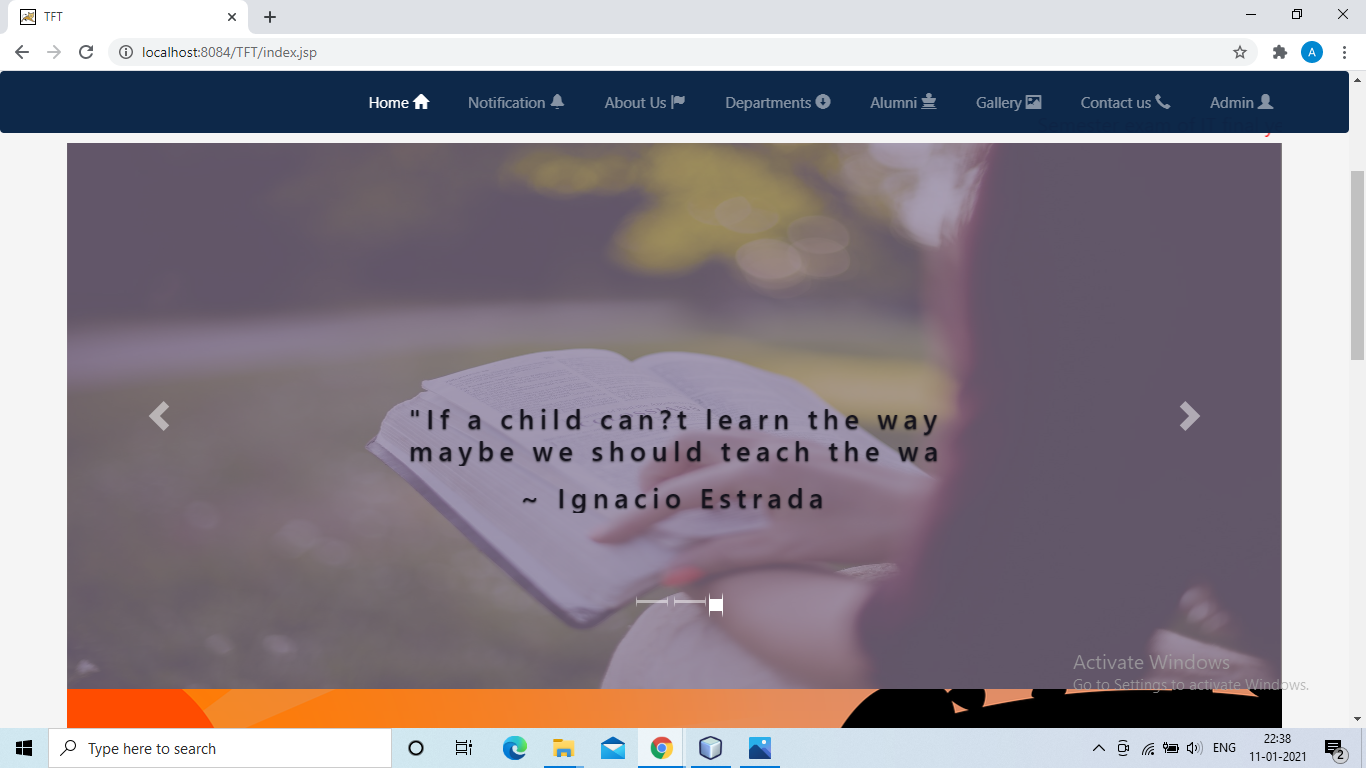 TFT
localhost:8084/TFT/index.jsp
A
Home
Notification
About Us
Departments
Alumni
Gallery
Contact us
Admin
"If a child can?t learn the way
maybe we should teach the wa
~ Ignacio Estrada
Activate Windows
Go to Settings to activate Windows.
Type here to search
ENG
22:38
11-01-2021
2